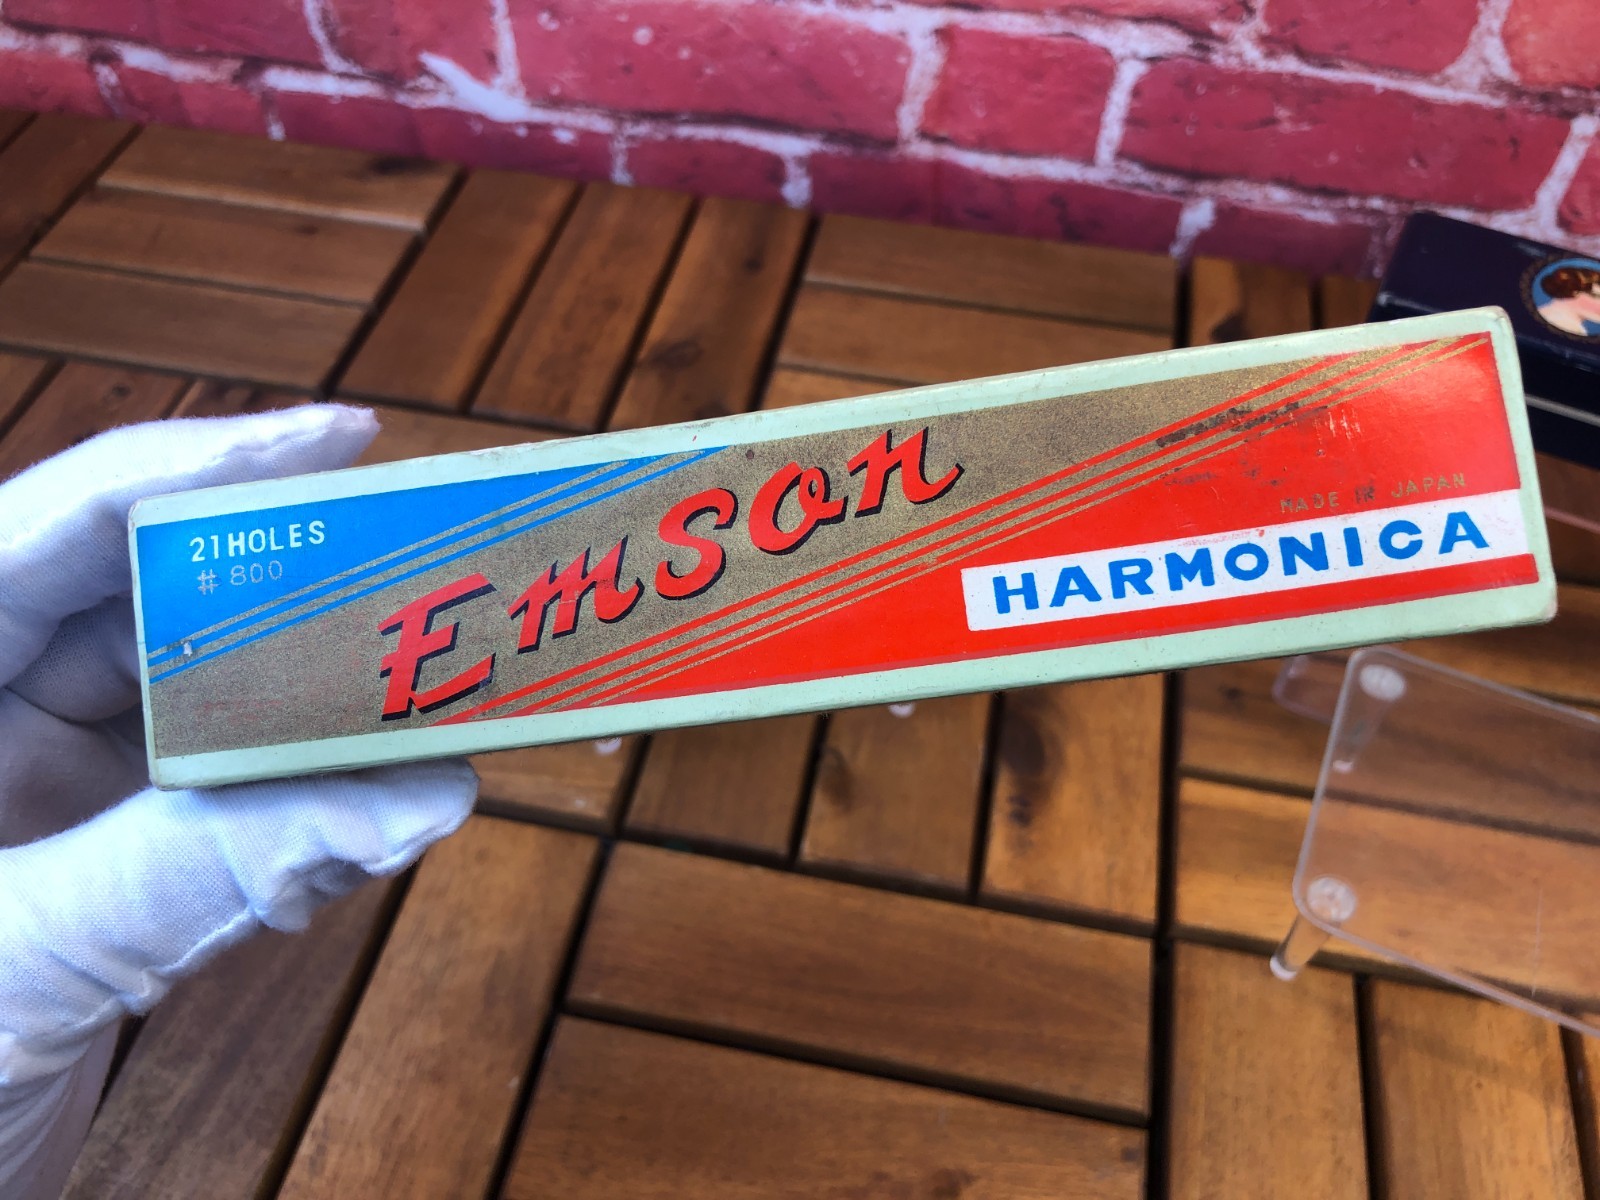 21HOLES
# 800
Emson
MADE IN JAPAN
HARMONICA